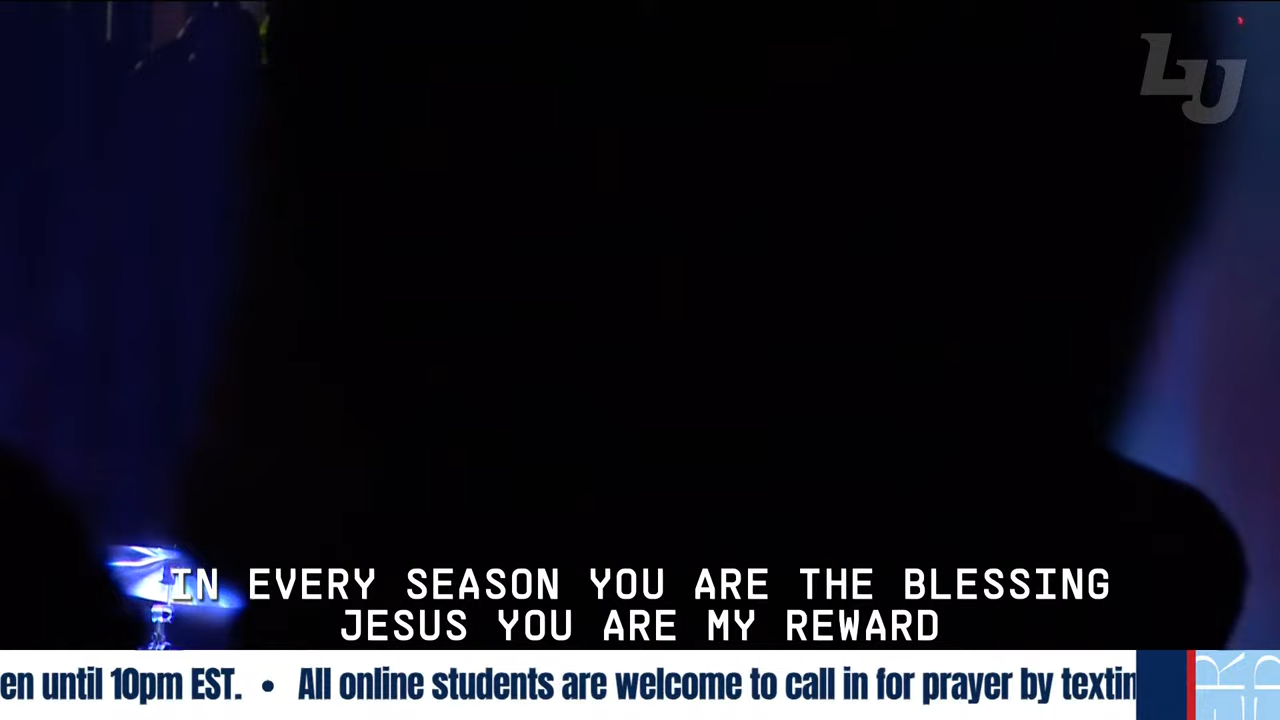 LU
IN EVERY SEASON YOU ARE THE BLESSING
JESUS YOU ARE MY REWARD
en until 10pm EST. • All online students are welcome to call in for prayer by textin